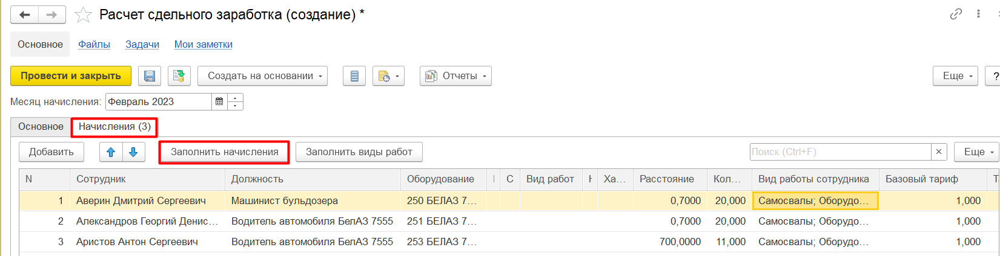 Расчет сдельного заработка (создание) *
Основное Файлы Задачи Мои заметки
Провести и закрыть Создать на основании Отчеты Еще ?
Месяц начисления: Февраль 2023
Основное Начисления (3)
Добавить Заполнить начисления Заполнить виды работ Поиск (Ctrl+F) × Еще
N Сотрудник Должность Оборудование С Вид работ Ха... Расстояние Кол... Вид работы сотрудника Базовый тариф
1 Аверин Дмитрий Сергеевич Машинист бульдозера 250 БЕЛАЗ 7... 0,7000 20,000 Самосвалы; Оборудо... 1,000
2 Александров Георгий Денис... Водитель автомобиля БелАЗ 7555 251 БЕЛАЗ 7... 0,7000 20,000 Самосвалы; Оборудо... 1,000
3 Аристов Антон Сергеевич Водитель автомобиля БелАЗ 7555 253 БЕЛАЗ 7... 700,0000 11,000 Самосвалы; Оборудо... 1,000